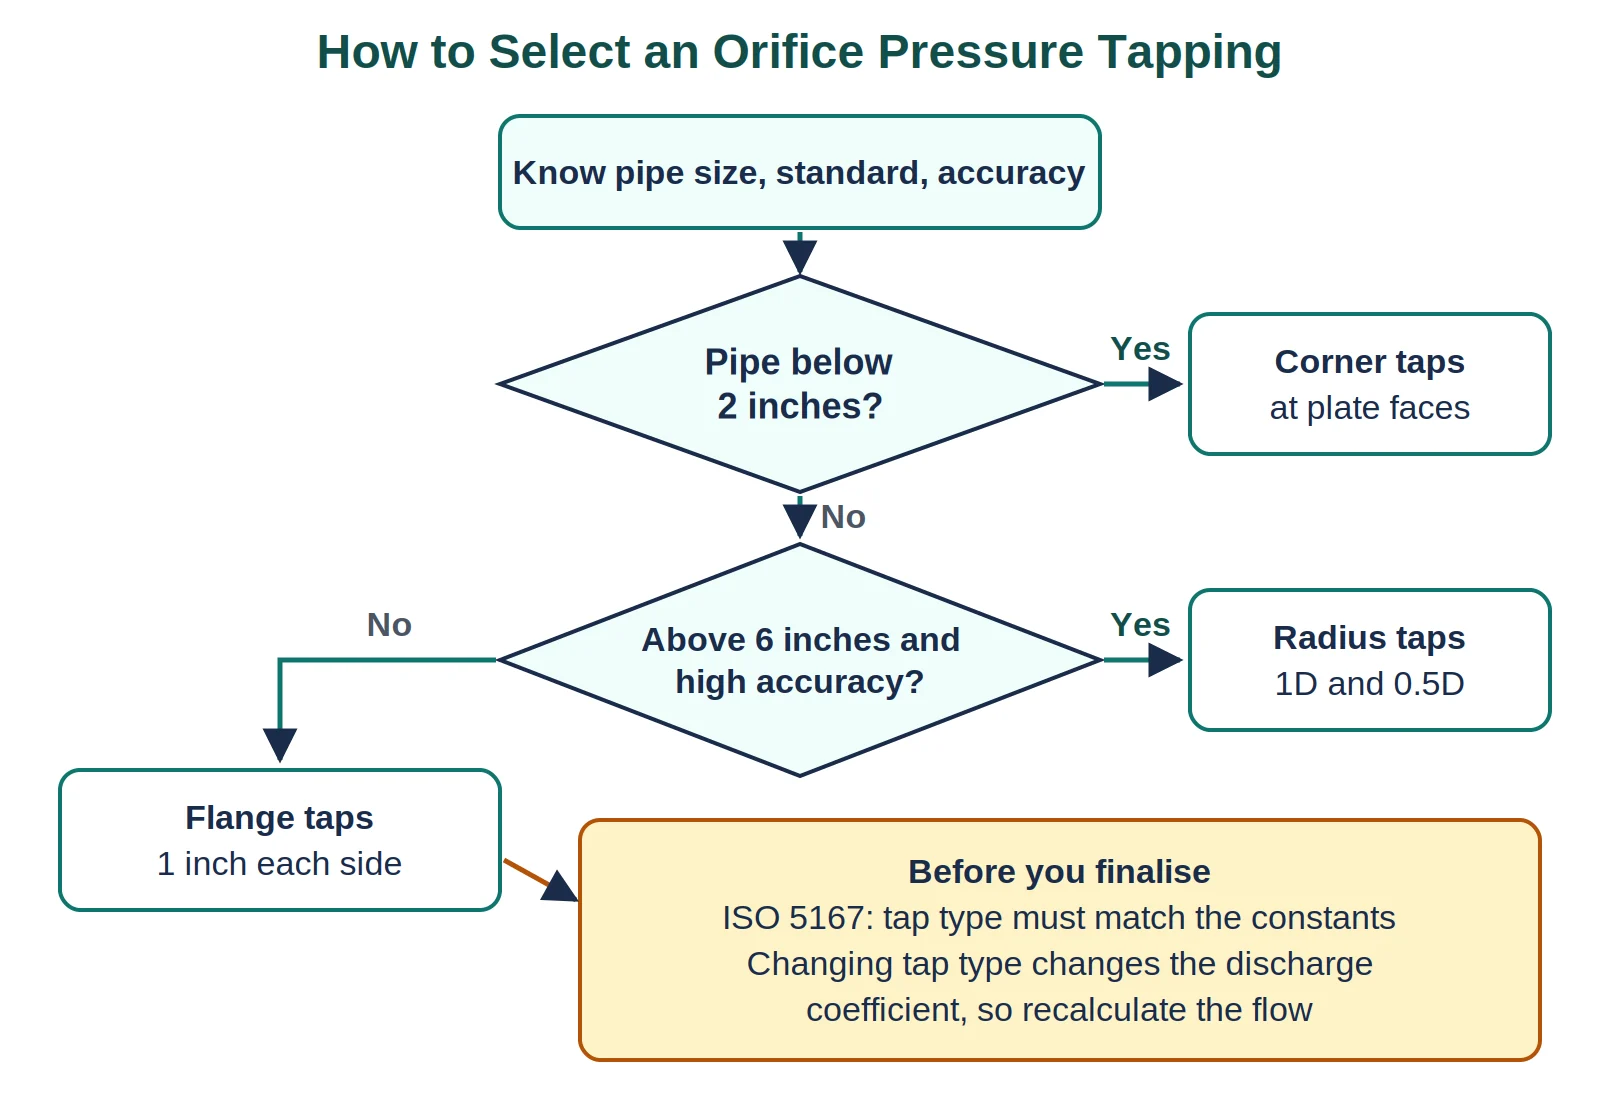 How to Select an Orifice Pressure Tapping
Know pipe size, standard, accuracy
Pipe below
2 inches?
Yes
Corner taps
at plate faces
No
Above 6 inches and
high accuracy?
Yes
Radius taps
1D and 0.5D
No
Flange taps
1 inch each side
Before you finalise
ISO 5167: tap type must match the constants
Changing tap type changes the discharge
coefficient, so recalculate the flow